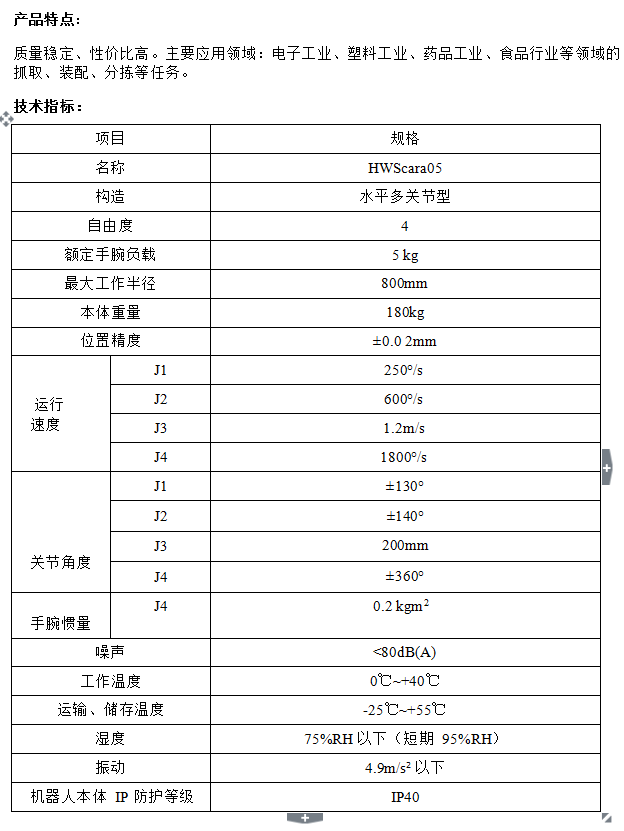 产品特点：
质量稳定、性价比高。主要应用领域：电子工业、塑料工业、药品工业、食品行业等领域的
抓取、装配、分拣等任务。
技术指标：
项目 规格
名称 HWScara05
构造 水平多关节型
自由度 4
额定手腕负载 5 kg
最大工作半径 800mm
本体重量 180kg
位置精度 ±0.0 2mm
运行
速度
J1 250°/s
J2 600°/s
J3 1.2m/s
J4 1800°/s
关节角度
J1 ±130°
J2 ±140°
J3 200mm
J4 ±360°
手腕惯量
J4 0.2 kgm²
噪声 <80dB(A)
工作温度 0℃~+40℃
运输、储存温度 -25℃~+55℃
湿度 75%RH 以下（短期 95%RH）
振动 4.9m/s² 以下
机器人本体 IP 防护等级 IP40